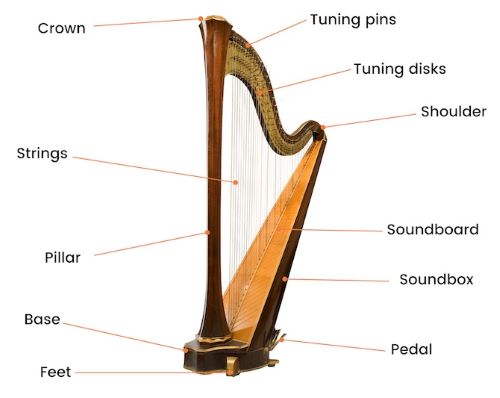 Crown
Tuning pins
Tuning disks
Shoulder
Strings
Soundboard
Pillar
Soundbox
Base
Pedal
Feet